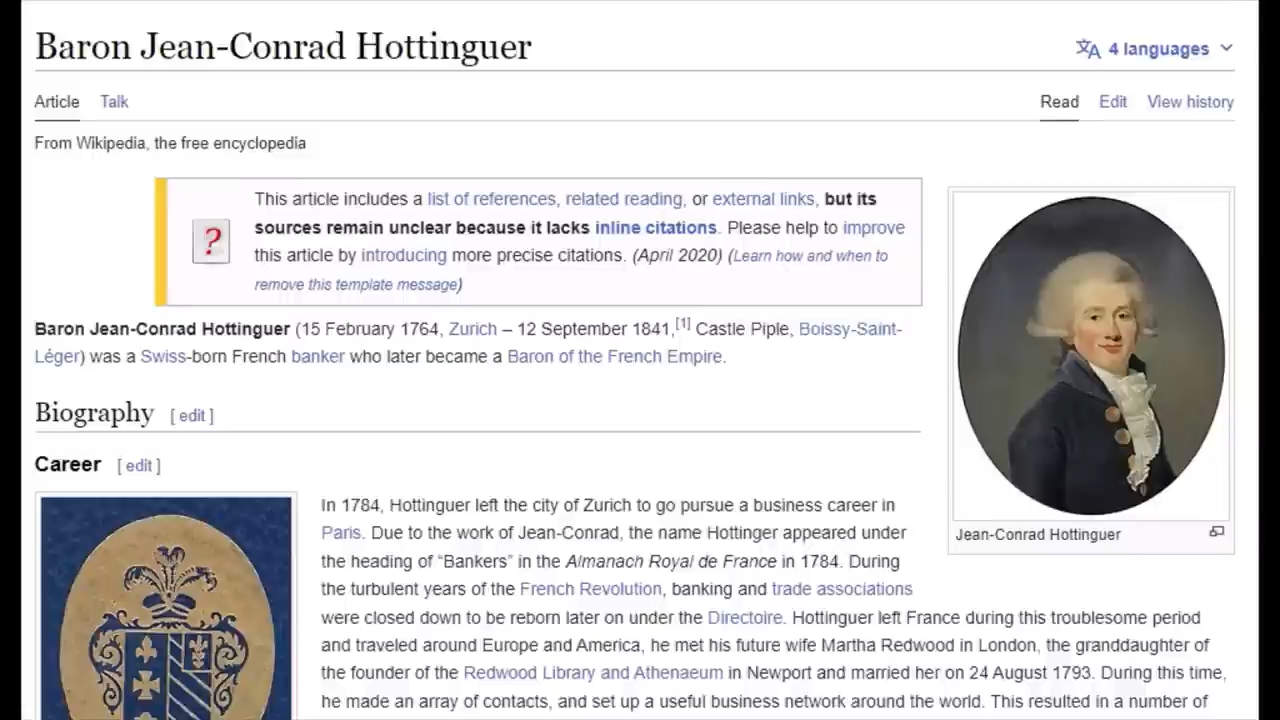 Baron Jean-Conrad Hottinguer
4 languages
Article Talk
Read Edit View history
From Wikipedia, the free encyclopedia
This article includes a list of references, related reading, or external links, but its
sources remain unclear because it lacks inline citations. Please help to improve
this article by introducing more precise citations. (April 2020) (Learn how and when to
remove this template message)
Baron Jean-Conrad Hottinguer (15 February 1764, Zurich – 12 September 1841,[1] Castle Piple, Boissy-Saint-
Léger) was a Swiss-born French banker who later became a Baron of the French Empire.
Jean-Conrad Hottinguer
Biography [ edit ]
Career [ edit ]
In 1784, Hottinguer left the city of Zurich to go pursue a business career in
Paris. Due to the work of Jean-Conrad, the name Hottinger appeared under
the heading of “Bankers” in the Almanach Royal de France in 1784. During
the turbulent years of the French Revolution, banking and trade associations
were closed down to be reborn later on under the Directoire. Hottinguer left France during this troublesome period
and traveled around Europe and America, he met his future wife Martha Redwood in London, the granddaughter of
the founder of the Redwood Library and Athenaeum in Newport and married her on 24 August 1793. During this time,
he made an array of contacts, and set up a useful business network around the world. This resulted in a number of